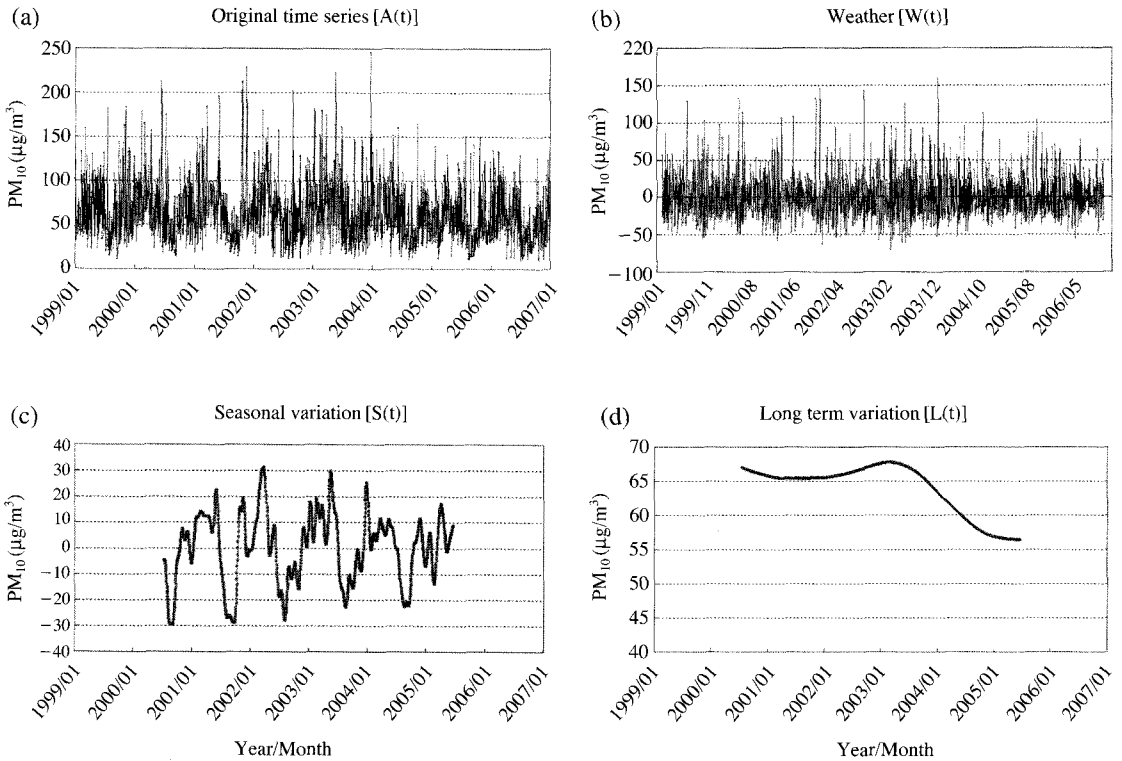 (a) Original time series [A(t)]
PM10 (μg/m³)
250
200
150
100
50
0
1999/01 2000/01 2001/01 2002/01 2003/01 2004/01 2005/01 2006/01 2007/01
(b) Weather [W(t)]
PM10 (μg/m³)
220
150
100
50
0
−50
−100
1999/01 1999/11 2000/08 2001/06 2002/04 2003/02 2003/12 2004/10 2005/08 2006/05
(c) Seasonal variation [S(t)]
PM10 (μg/m³)
40
30
20
10
0
−10
−20
−30
−40
1999/01 2000/01 2001/01 2002/01 2003/01 2004/01 2005/01 2006/01 2007/01
Year/Month
(d) Long term variation [L(t)]
PM10 (μg/m³)
70
65
60
55
50
45
40
1999/01 2000/01 2001/01 2002/01 2003/01 2004/01 2005/01 2006/01 2007/01
Year/Month